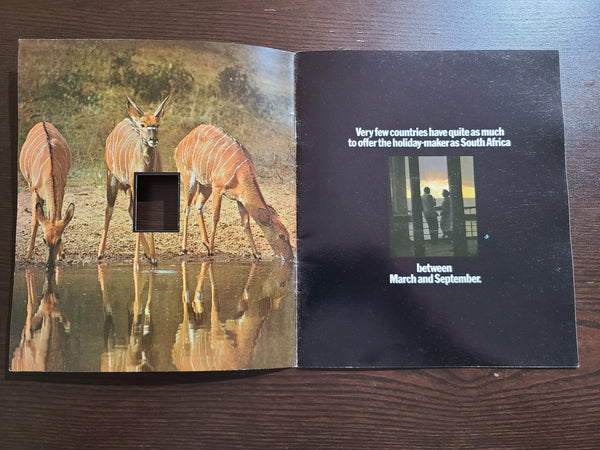 Very few countries have quite as much
to offer the holiday-maker as South Africa
between
March and September.